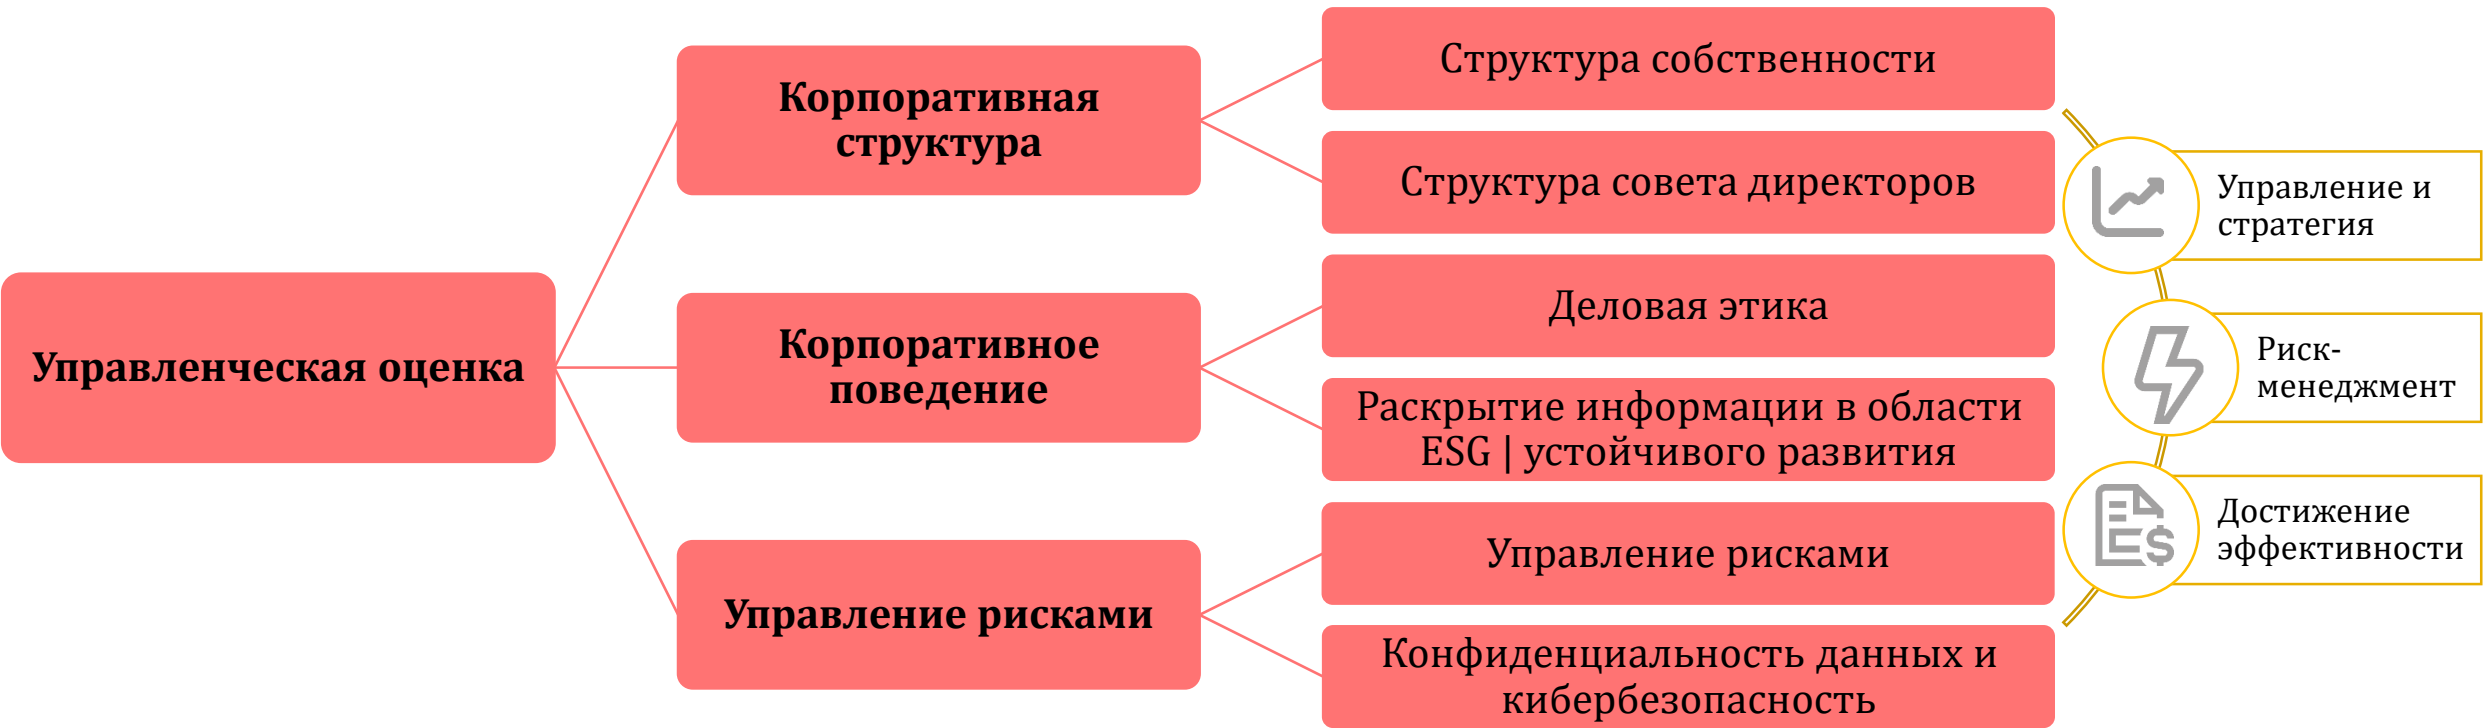 Управленческая оценка
Корпоративная
структура
Корпоративное
поведение
Управление рисками
Структура собственности
Структура совета директоров
Деловая этика
Раскрытие информации в области
ESG | устойчивого развития
Управление рисками
Конфиденциальность данных и
кибербезопасность
Управление и
стратегия
Риск-
менеджмент
Достижение
эффективности